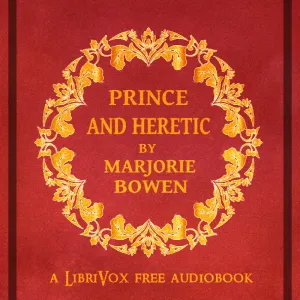 PRINCE
AND HERETIC
BY
MARJORIE
BOWEN
A LIBRIVOX FREE AUDIOBOOK